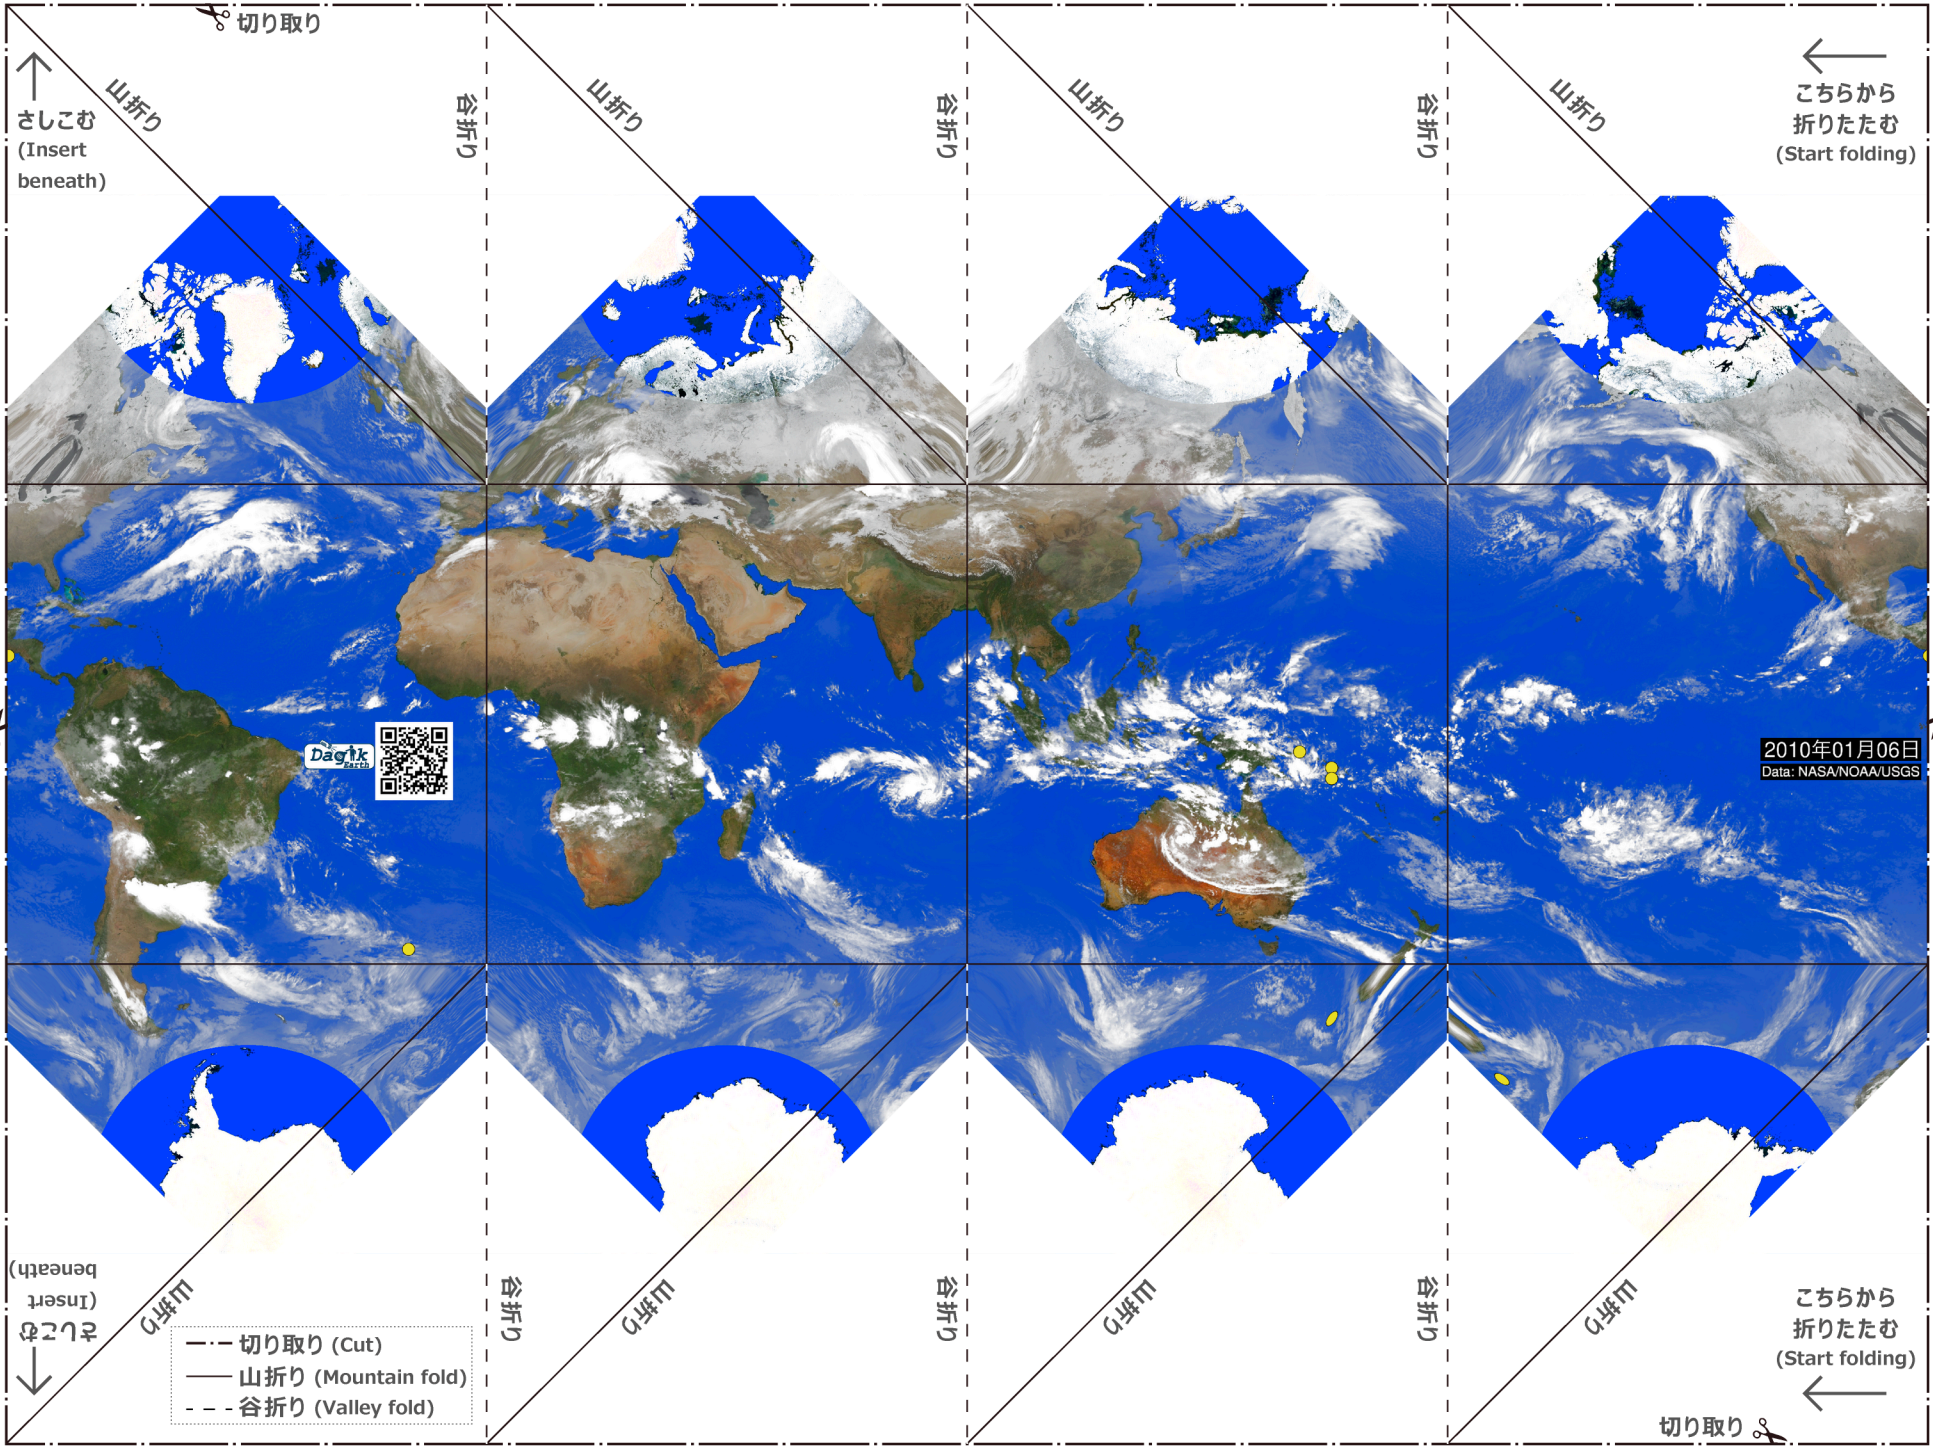 切り取り
山折り
谷折り
山折り
谷折り
山折り
谷折り
山折り
さしこむ
(Insert
beneath)
こちらから
折りたたむ
(Start folding)
Dagik
Earth
2010年01月06日
Data: NASA/NOAA/USGS
さしこむ
(Insert
beneath)
山折り
谷折り
山折り
谷折り
山折り
谷折り
山折り
こちらから
折りたたむ
(Start folding)
切り取り (Cut)
山折り (Mountain fold)
谷折り (Valley fold)
切り取り